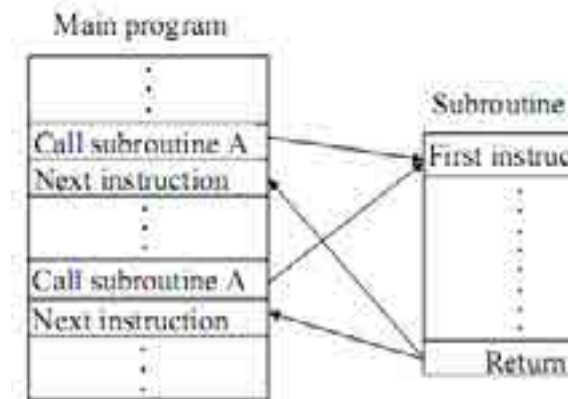 Main program
Call subroutine A
Next instruction
Call subroutine A
Next instruction
Subroutine
First instruc
Return